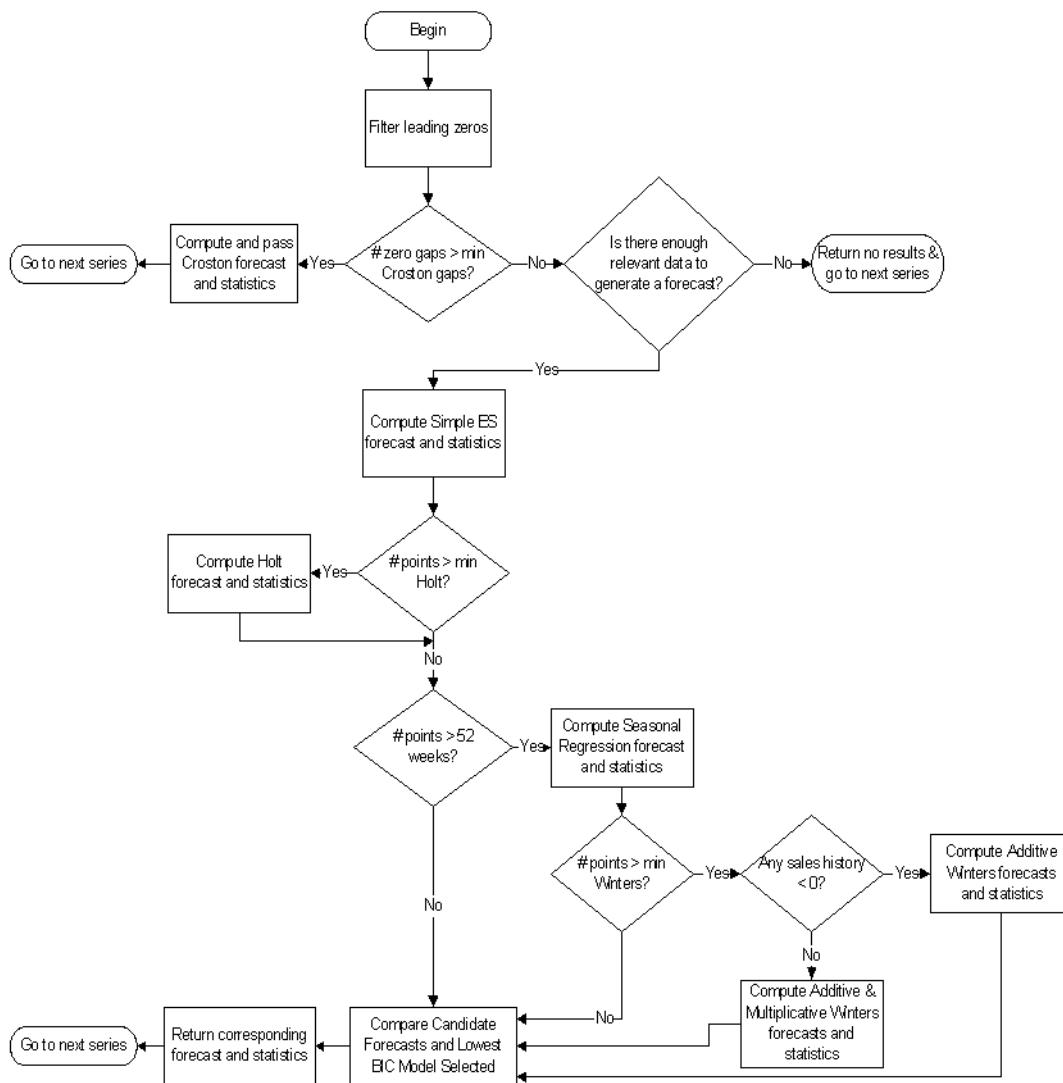 Begin
Filter leading zeros
# zero gaps > min
Croston gaps?
Yes
Compute and pass
Croston forecast
and statistics
Go to next series
No
Is there enough
relevant data to
generate a forecast?
No
Return no results &
go to next series
Yes
Compute Simple ES
forecast and statistics
# points > min
Holt?
Yes
Compute Holt
forecast and statistics
No
# points > 52
weeks?
Yes
Compute Seasonal
Regression forecast
and statistics
# points > min
Winters?
Yes
Any sales history
< 0?
Yes
Compute Additive
Winters forecasts
and statistics
No
No
No
Compute Additive &
Multiplicative Winters
forecasts and
statistics
Compare Candidate
Forecasts and Lowest
BIC Model Selected
Return corresponding
forecast and statistics
Go to next series